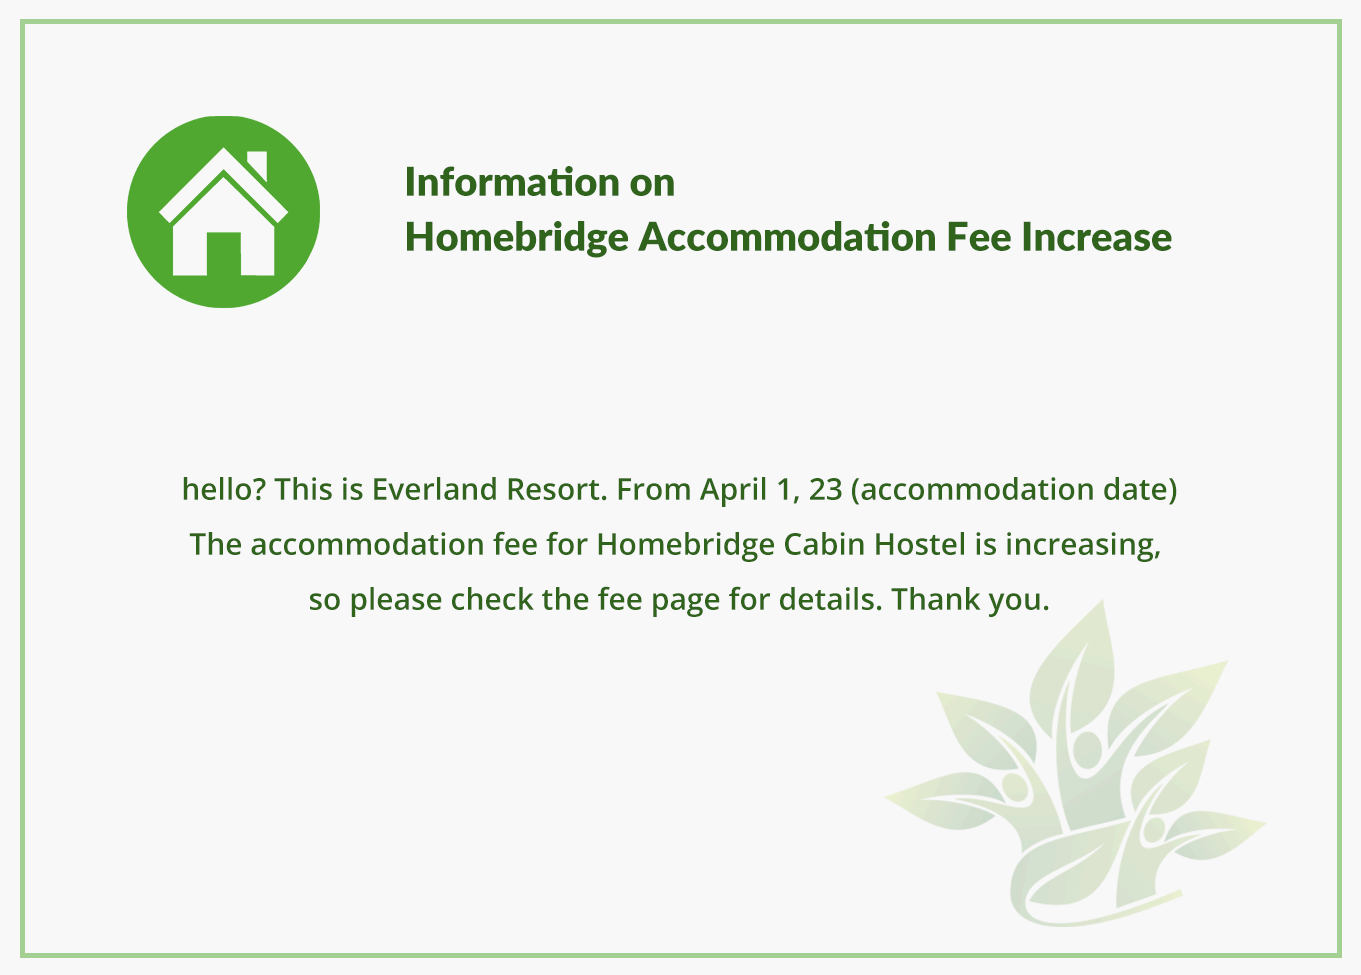 Information on
Homebridge Accommodation Fee Increase
hello? This is Everland Resort. From April 1, 23 (accommodation date)
The accommodation fee for Homebridge Cabin Hostel is increasing,
so please check the fee page for details. Thank you.